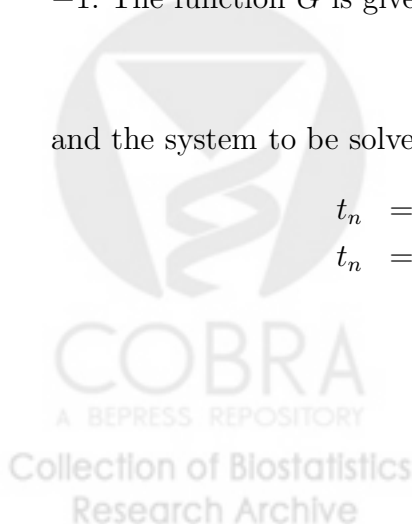 −1. The function G is give
and the system to be solve
t_n =
t_n =
COBRA
A BEPRESS REPOSITORY
Collection of Biostatistics
Research Archive